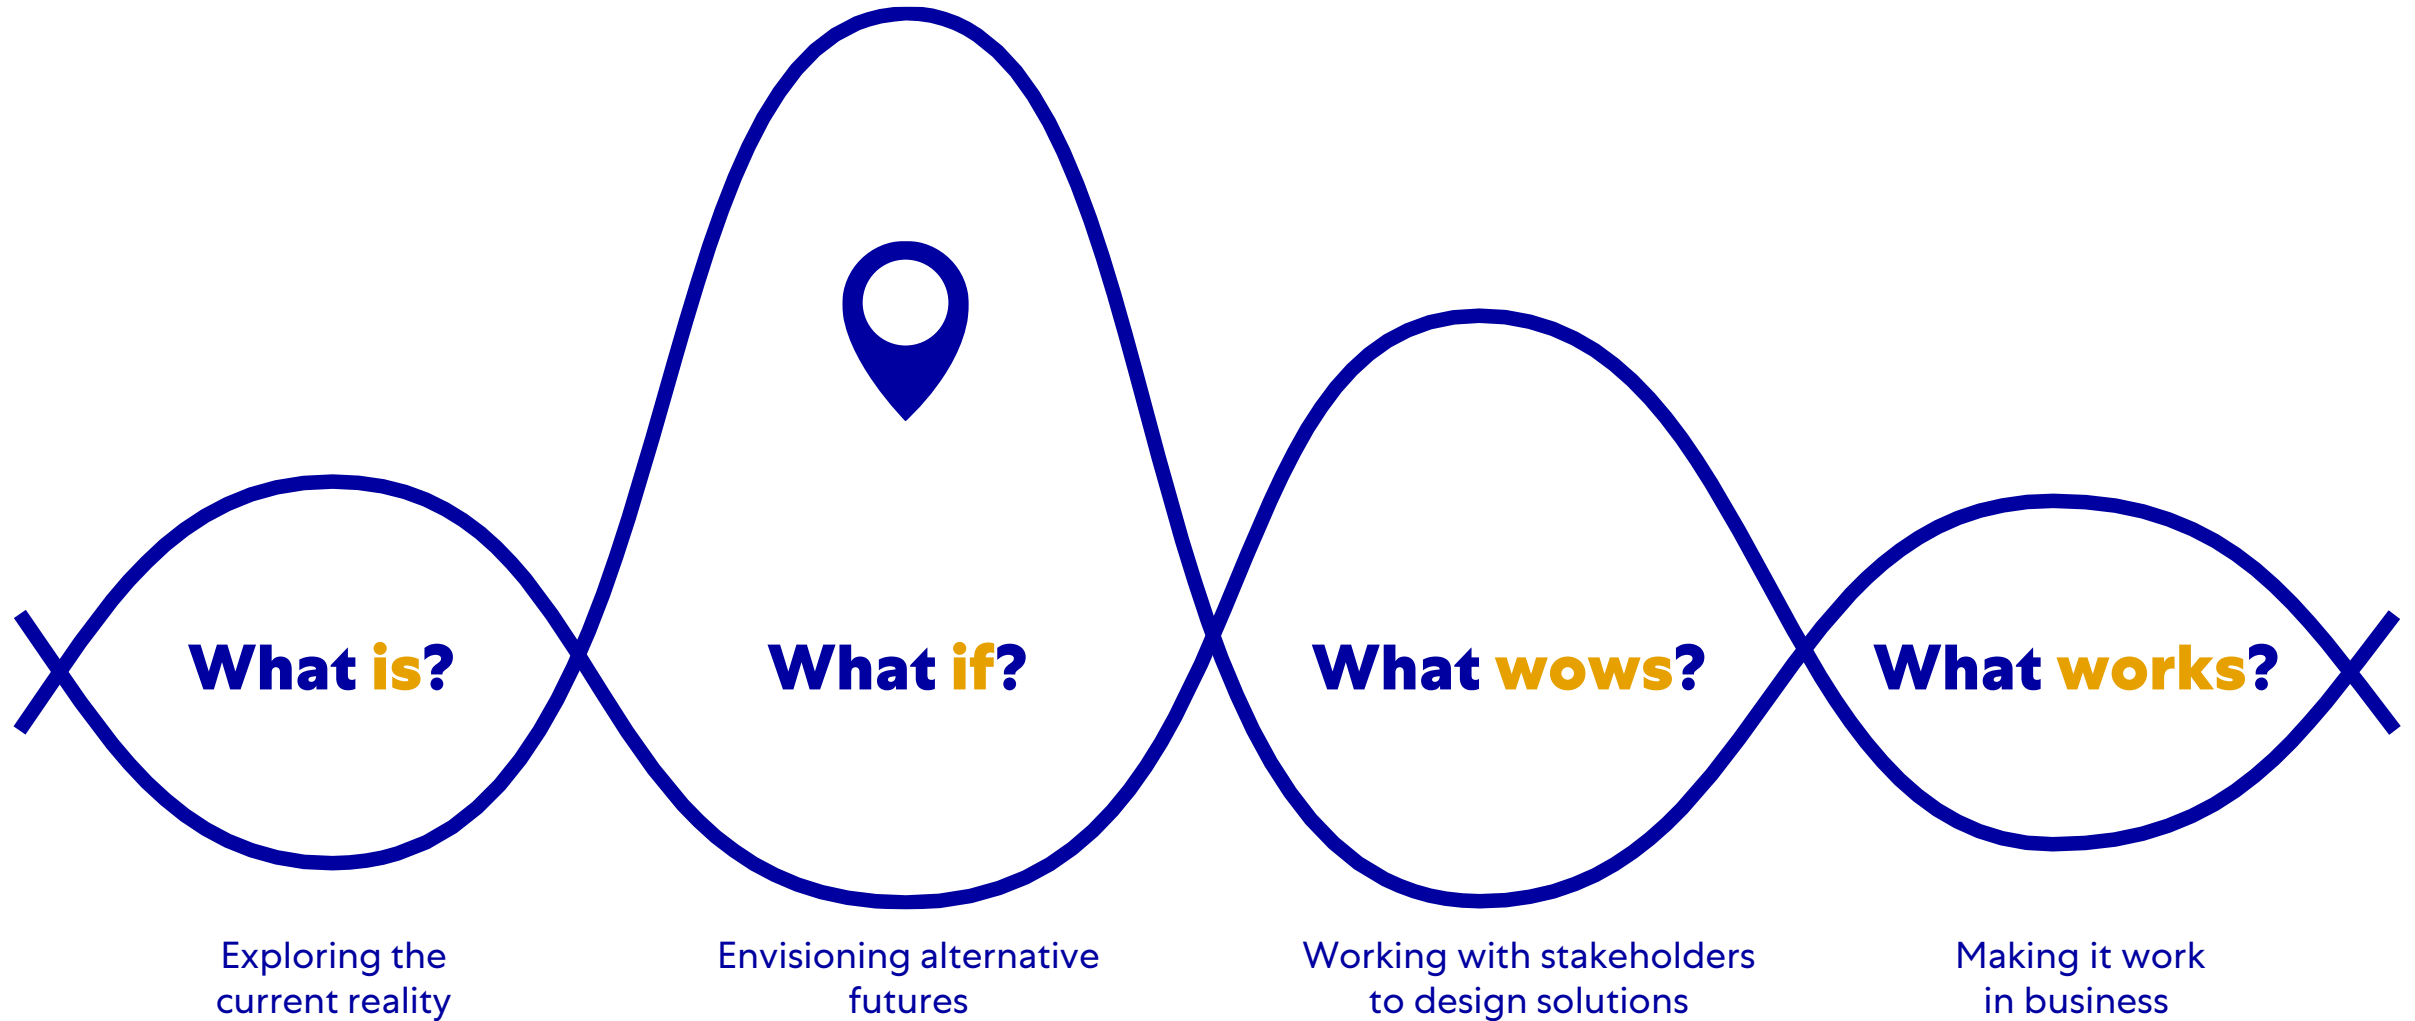 What is?
What if?
What wows?
What works?
Exploring the
current reality
Envisioning alternative
futures
Working with stakeholders
to design solutions
Making it work
in business